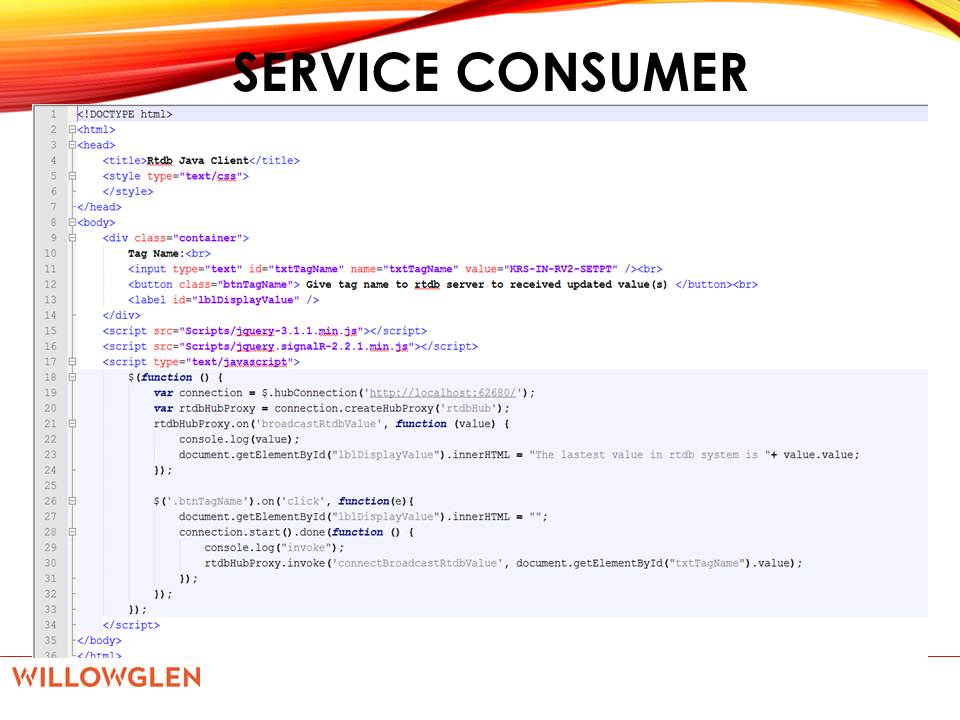 SERVICE CONSUMER
1 <!DOCTYPE html>
2 <html>
3 <head>
4 <title>Rtdb Java Client</title>
5 <style type="text/css">
6 </style>
7 </head>
8 <body>
9 <div class="container">
10 Tag Name:<br>
11 <input type="text" id="txtTagName" name="txtTagName" value="KRS-IN-RV2-SETPT" /><br>
12 <button class="btnTagName"> Give tag name to rtdb server to received updated value(s) </button><br>
13 <label id="lblDisplayValue" />
14 </div>
15 <script src="Scripts/jquery-3.1.1.min.js"></script>
16 <script src="Scripts/jquery.signalR-2.2.1.min.js"></script>
17 <script type="text/javascript">
18 $(function () {
19 var connection = $.hubConnection('http://localhost:62680/');
20 var rtdbHubProxy = connection.createHubProxy('rtdbHub');
21 rtdbHubProxy.on('broadcastRtdbValue', function (value) {
22 console.log(value);
23 document.getElementById("lblDisplayValue").innerHTML = "The lastest value in rtdb system is "+ value.value;
24 });
25
26 $('.btnTagName').on('click', function(e){
27 document.getElementById("lblDisplayValue").innerHTML = "";
28 connection.start().done(function () {
29 console.log("invoke");
30 rtdbHubProxy.invoke('connectBroadcastRtdbValue', document.getElementById("txtTagName").value);
31 });
32 });
33 });
34 </script>
35 </body>
36 </html>
WILLOWGLEN